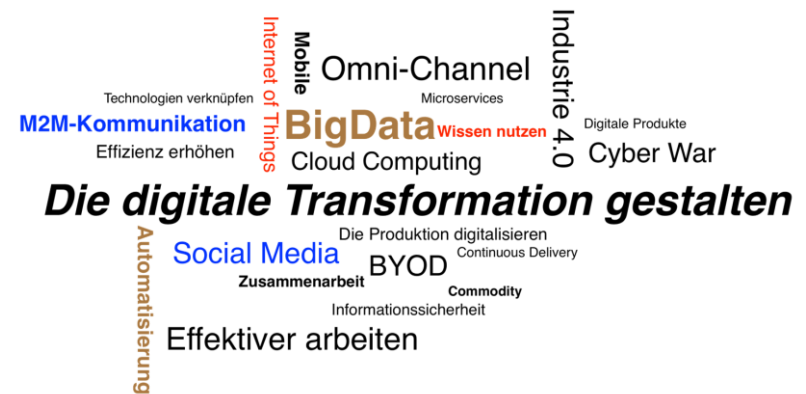 Internet of Things
Mobile
Omni-Channel
Industrie 4.0
Technologien verknüpfen
Microservices
M2M-Kommunikation
BigData
Wissen nutzen
Digitale Produkte
Effizienz erhöhen
Cloud Computing
Cyber War
Die digitale Transformation gestalten
Automatisierung
Social Media
Die Produktion digitalisieren
BYOD
Continuous Delivery
Zusammenarbeit
Commodity
Informationssicherheit
Effektiver arbeiten